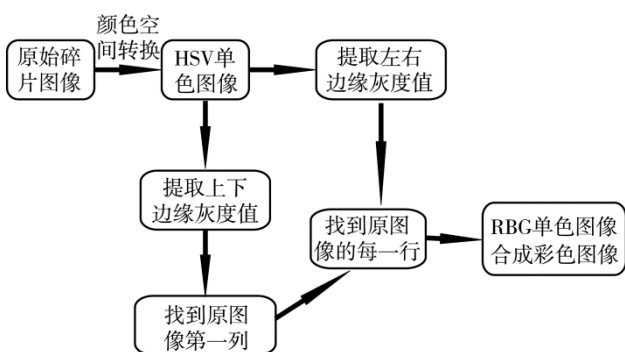 颜色空
间转换
原始碎
片图像
HSV单
色图像
提取左右
边缘灰度值
提取上下
边缘灰度值
找到原图
像的每一行
RBG单色图像
合成彩色图像
找到原图
像第一列